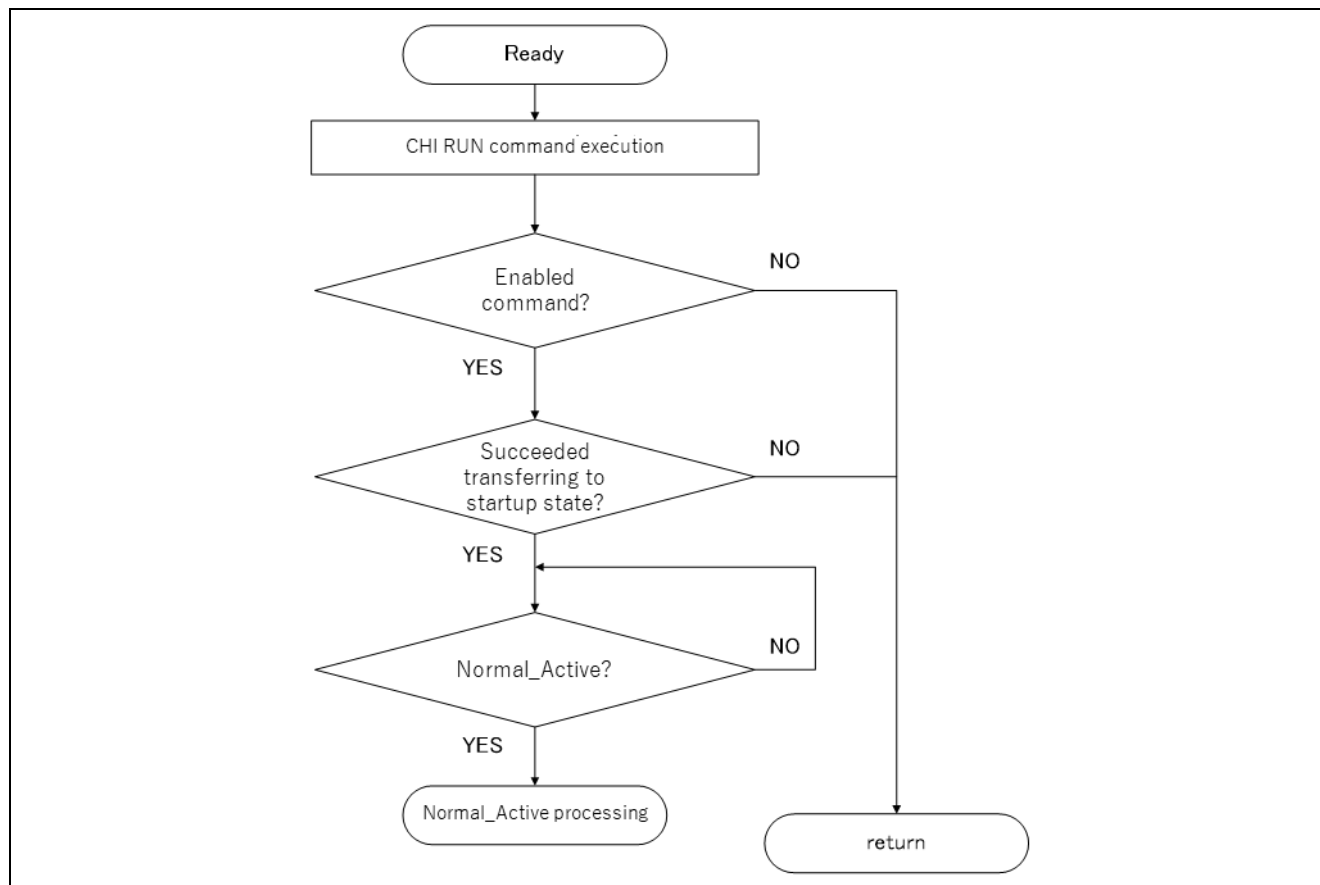 Ready
CHI RUN command execution
Enabled
command?
NO
YES
Succeeded
transferring to
startup state?
NO
YES
Normal_Active?
NO
YES
Normal_Active processing
return